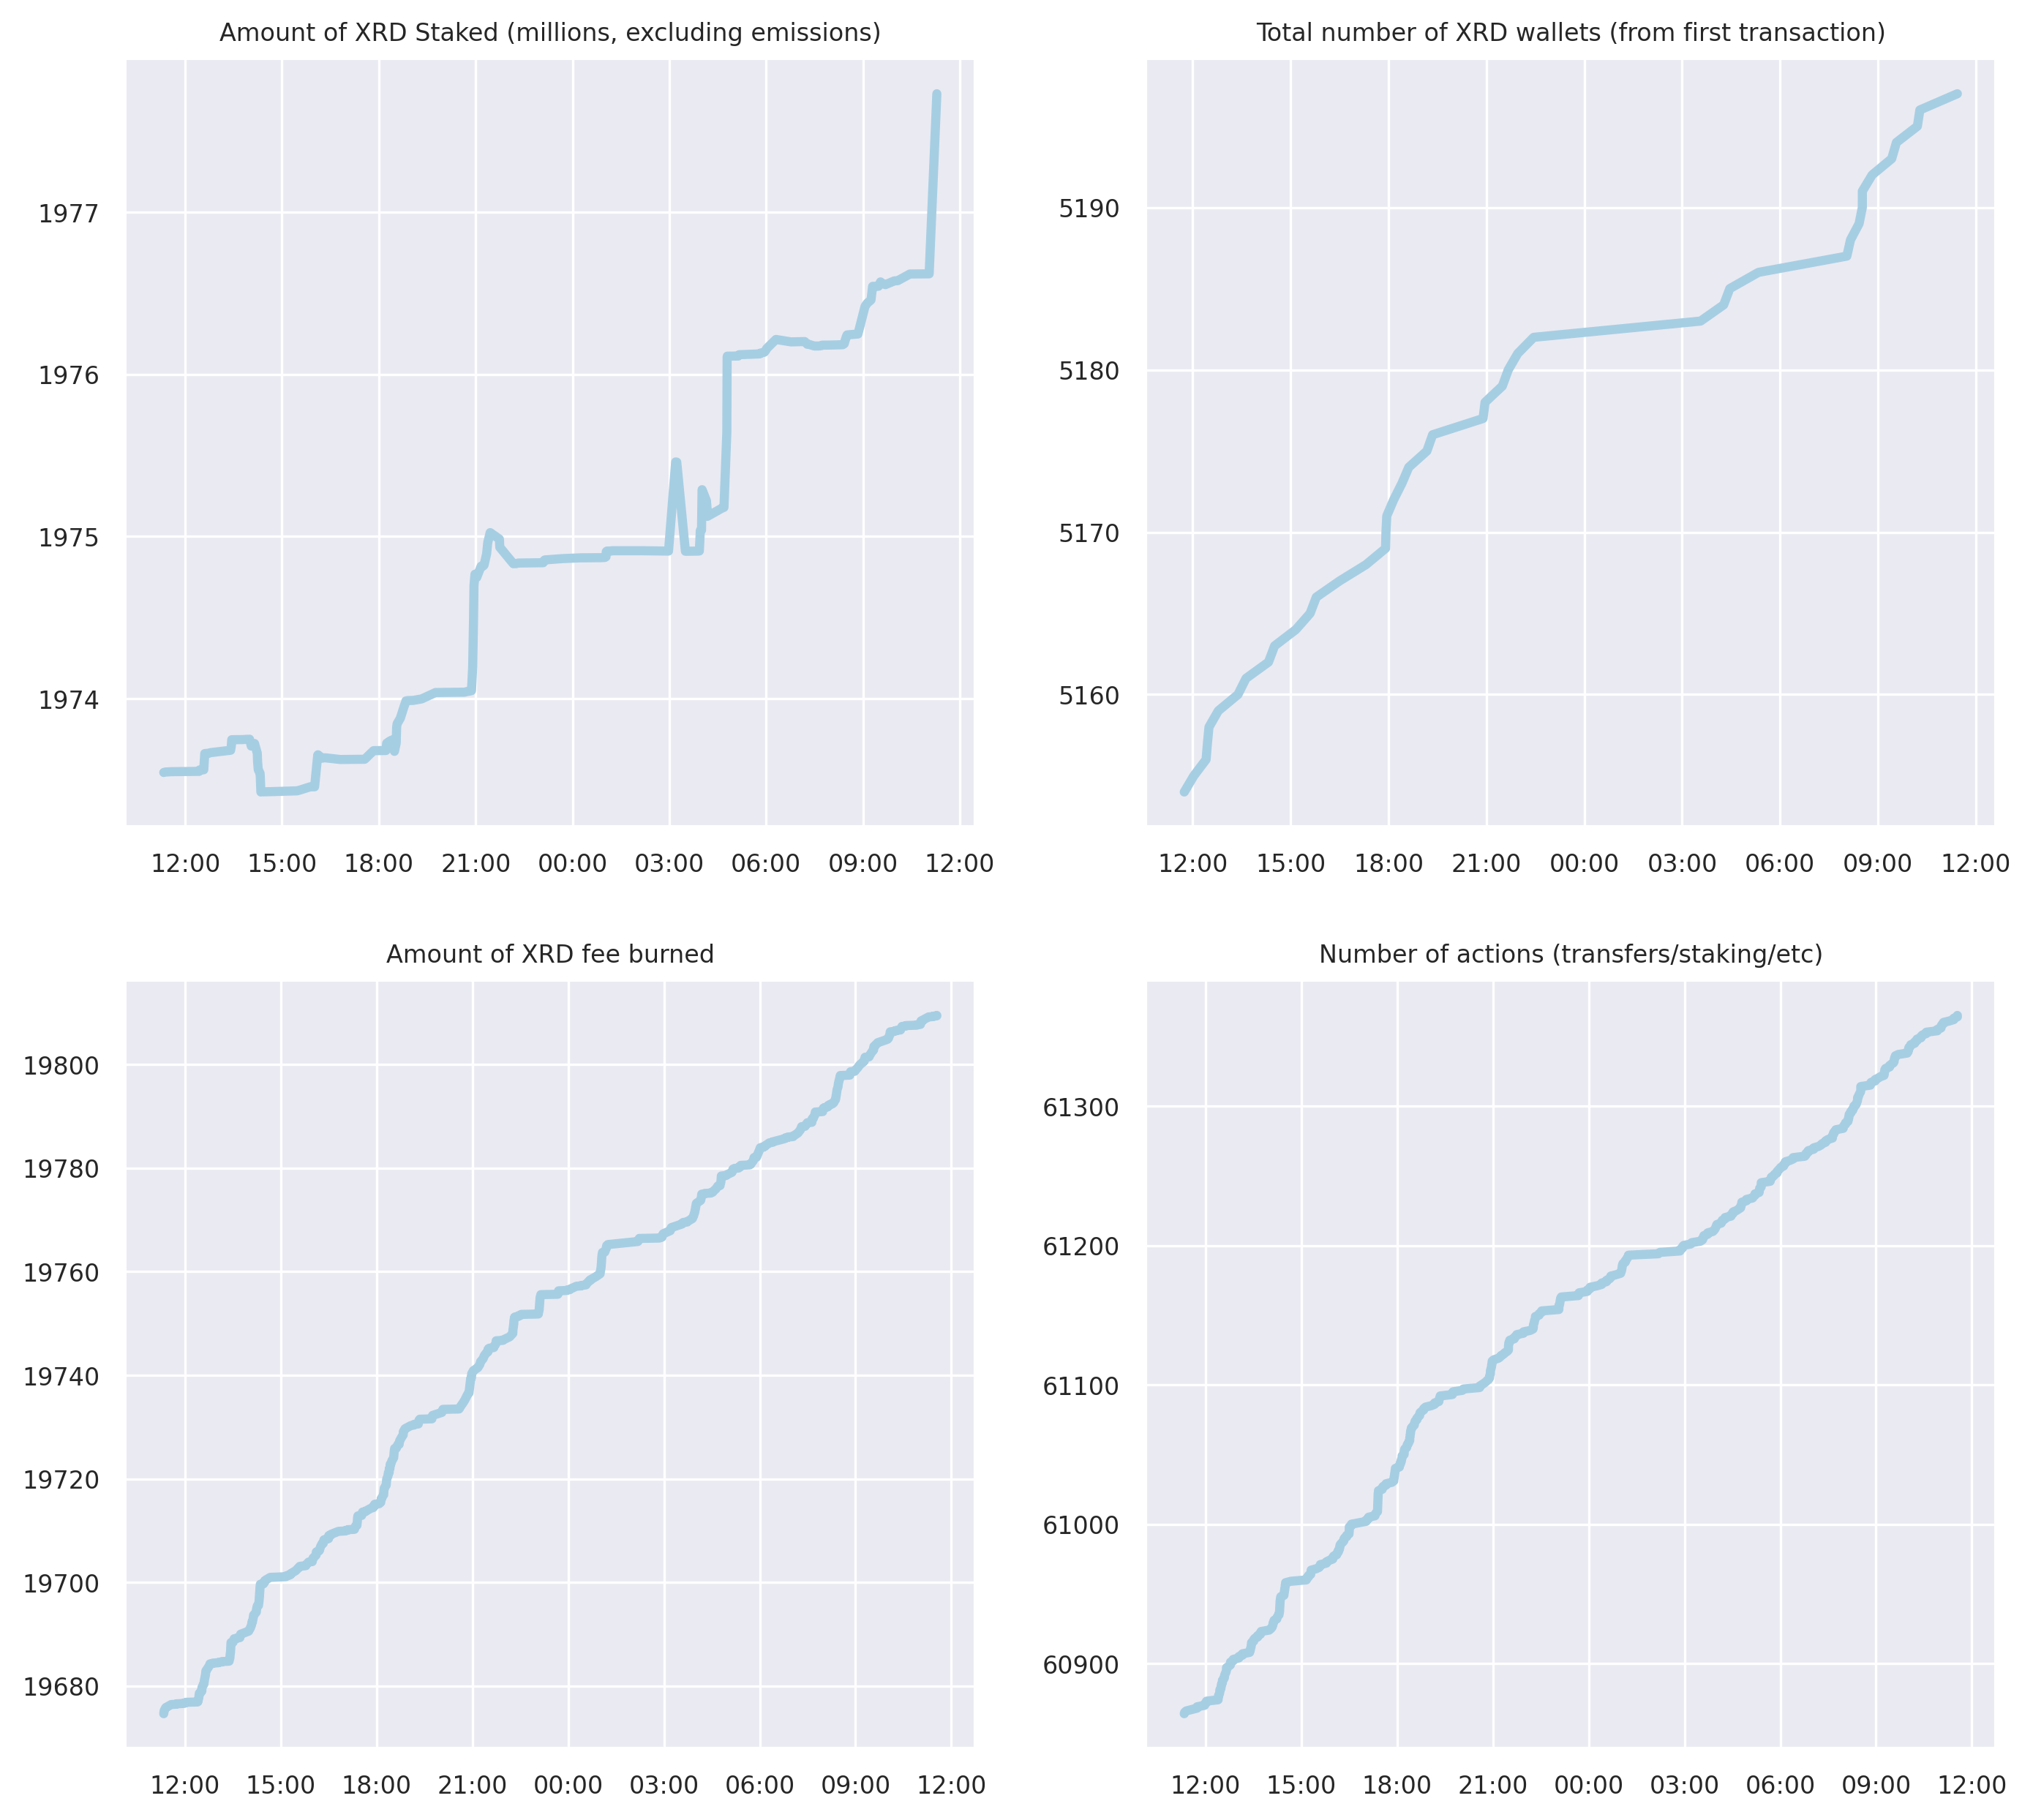 Amount of XRD Staked (millions, excluding emissions)
1977
1976
1975
1974
12:00 15:00 18:00 21:00 00:00 03:00 06:00 09:00 12:00
Total number of XRD wallets (from first transaction)
5190
5180
5170
5160
12:00 15:00 18:00 21:00 00:00 03:00 06:00 09:00 12:00
Amount of XRD fee burned
19800
19780
19760
19740
19720
19700
19680
12:00 15:00 18:00 21:00 00:00 03:00 06:00 09:00 12:00
Number of actions (transfers/staking/etc)
61300
61200
61100
61000
60900
12:00 15:00 18:00 21:00 00:00 03:00 06:00 09:00 12:00